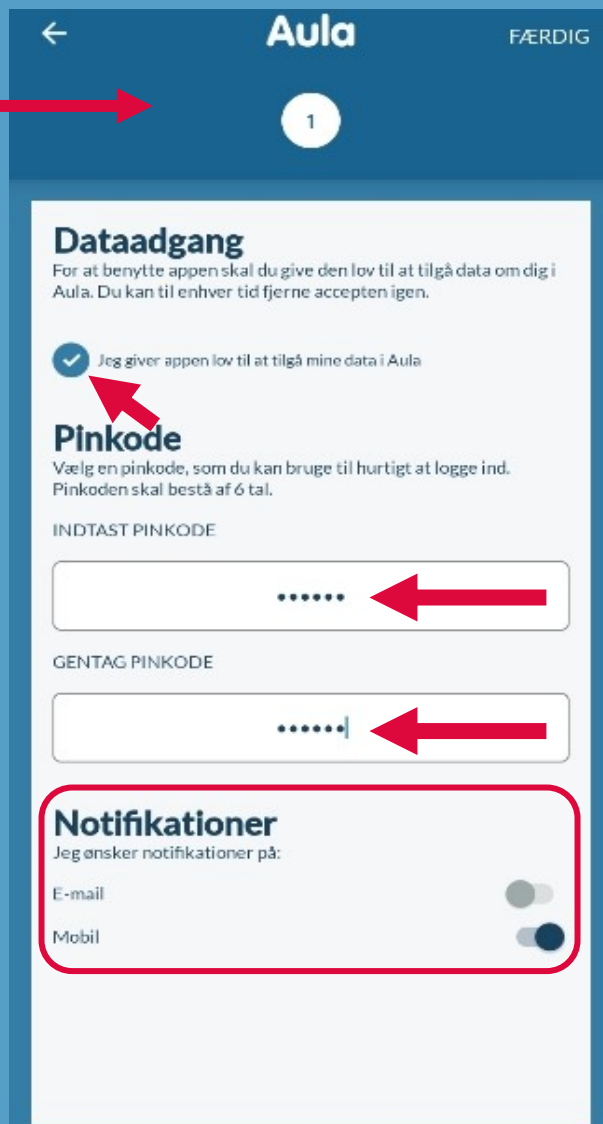 Aula
FÆRDIG
1
Dataadgang
For at benytte appen skal du give den lov til at tilgå data om dig i
Aula. Du kan til enhver tid fjerne accepten igen.
Jeg giver appen lov til at tilgå mine data i Aula
Pinkode
Vælg en pinkode, som du kan bruge til hurtigt at logge ind.
Pinkoden skal bestå af 6 tal.
INDTAST PINKODE
••••••
GENTAG PINKODE
••••••
Notifikationer
Jeg ønsker notifikationer på:
E-mail
Mobil